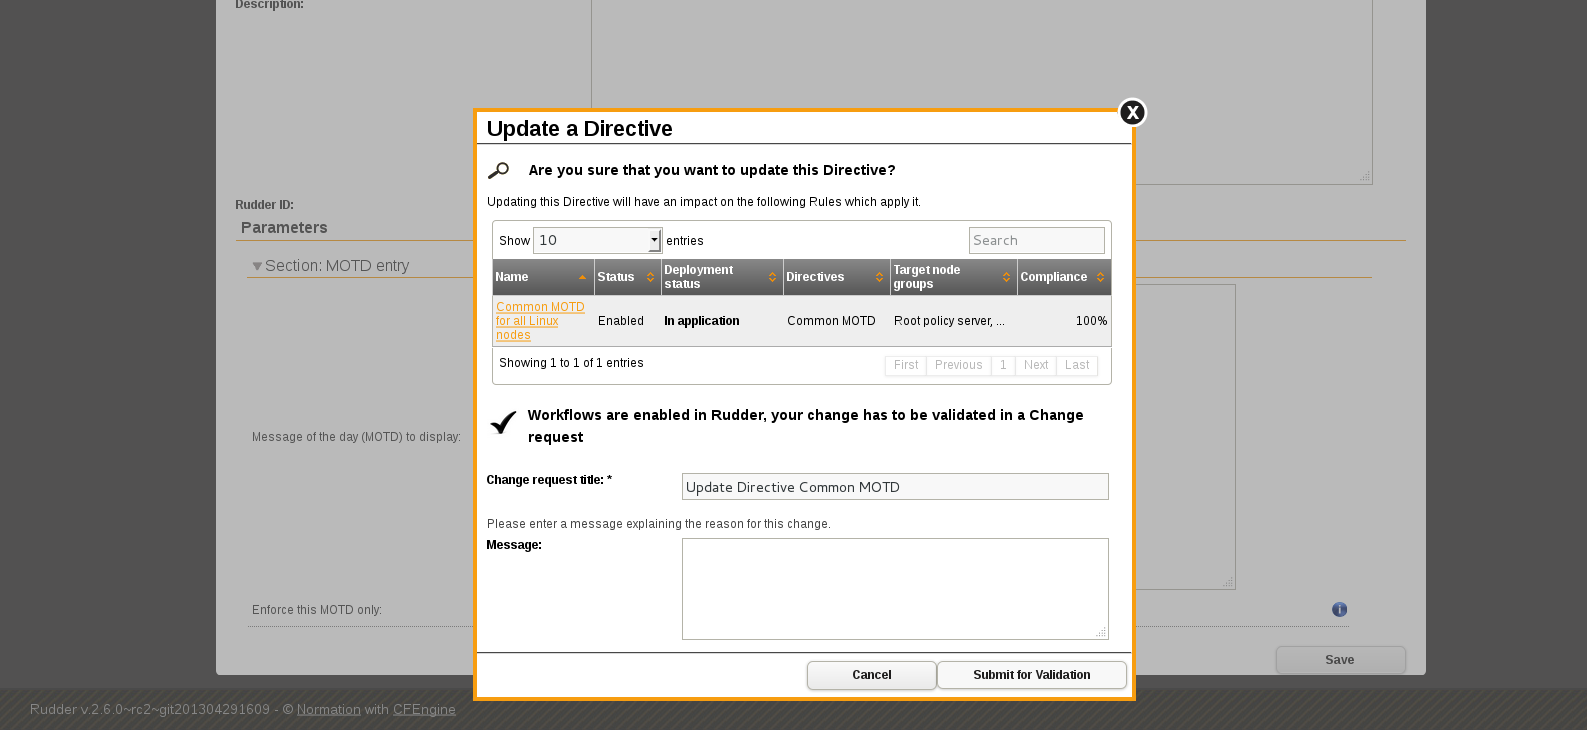 Description:
X
Update a Directive
Are you sure that you want to update this Directive?
Updating this Directive will have an impact on the following Rules which apply it.
Rudder ID:
Parameters
Show 10 entries Search
Section: MOTD entry
Name Status Deployment status Directives Target node groups Compliance
Common MOTD for all Linux nodes Enabled In application Common MOTD Root policy server, ... 100%
Showing 1 to 1 of 1 entries First Previous 1 Next Last
Workflows are enabled in Rudder, your change has to be validated in a Change
request
Message of the day (MOTD) to display:
Change request title: * Update Directive Common MOTD
Please enter a message explaining the reason for this change.
Message:
Enforce this MOTD only: i
Save
Cancel Submit for Validation
Rudder v.2.6.0~rc2~git201304291609 - © Normation with CFEngine